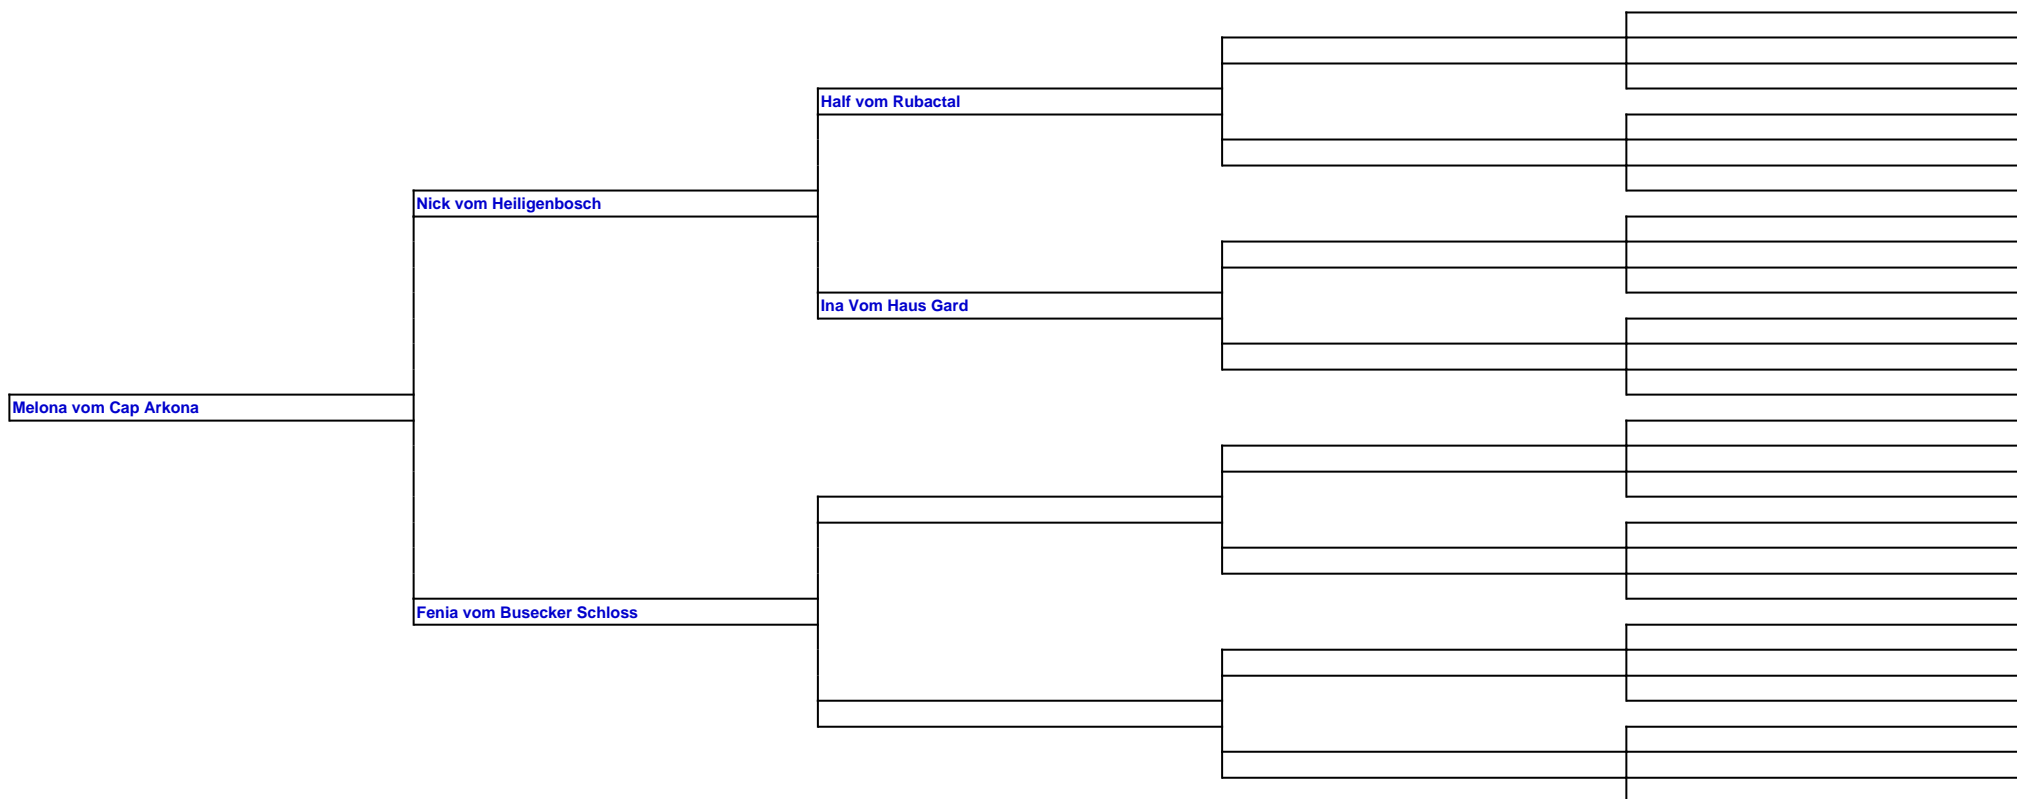 Half vom Rubactal
Nick vom Heiligenbosch
Ina Vom Haus Gard
Melona vom Cap Arkona
Fenia vom Busecker Schloss